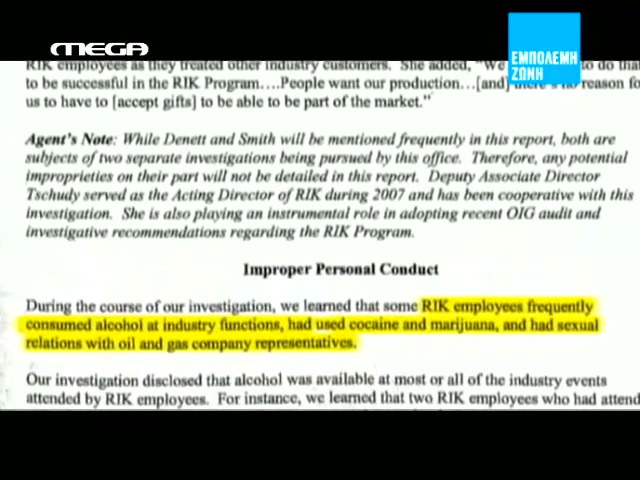 MEGA
ΕΜΠΟΛΕΜΗ
ΖΩΝΗ
RIK employees as they treated other industry customers. She added, "We to do that
to be successful in the RIK Program….People want our production…[and] there's no reason fo
us to have to [accept gifts] to be able to be part of the market."
Agent's Note: While Denett and Smith will be mentioned frequently in this report, both are
subjects of two separate investigations being pursued by this office. Therefore, any potential
improprieties on their part will not be detailed in this report. Deputy Associate Director
Tschudy served as the Acting Director of RIK during 2007 and has been cooperative with this
investigation. She is also playing an instrumental role in adopting recent OIG audit and
investigative recommendations regarding the RIK Program.
Improper Personal Conduct
During the course of our investigation, we learned that some RIK employees frequently
consumed alcohol at industry functions, had used cocaine and marijuana, and had sexual
relations with oil and gas company representatives.
Our investigation disclosed that alcohol was available at most or all of the industry events
attended by RIK employees. For instance, we learned that two RIK employees who had attend